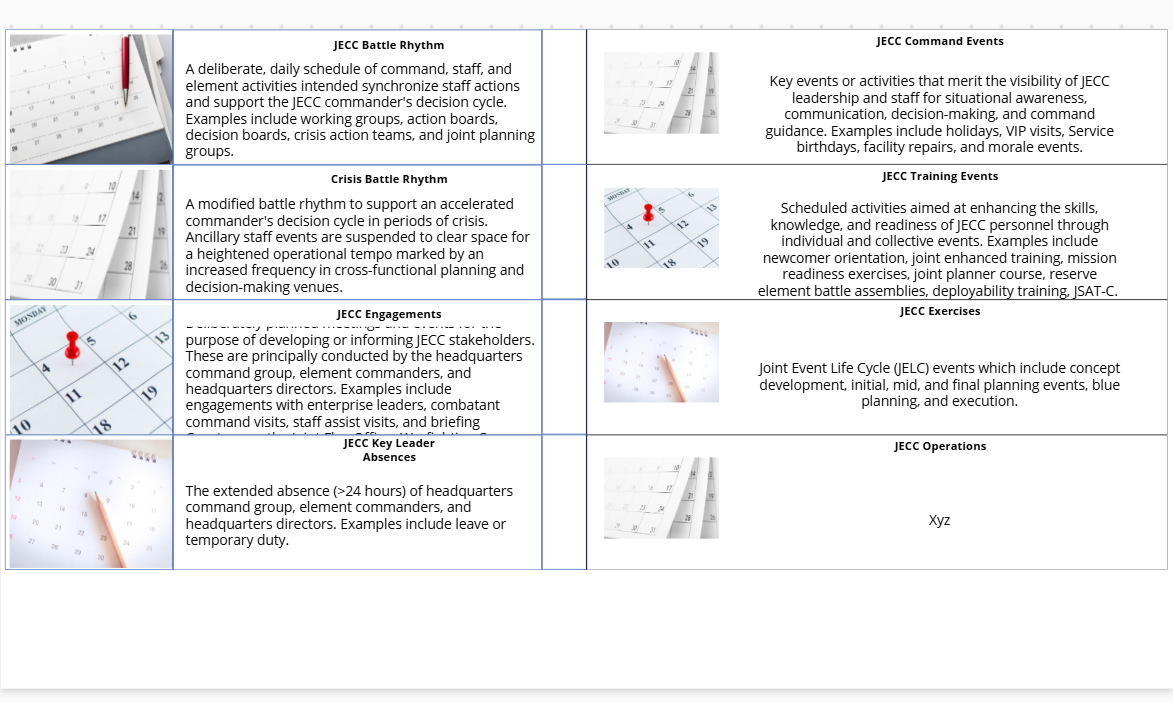 JECC Battle Rhythm
A deliberate, daily schedule of command, staff, and
element activities intended synchronize staff actions
and support the JECC commander's decision cycle.
Examples include working groups, action boards,
decision boards, crisis action teams, and joint planning
groups.
JECC Command Events
Key events or activities that merit the visibility of JECC
leadership and staff for situational awareness,
communication, decision-making, and command
guidance. Examples include holidays, VIP visits, Service
birthdays, facility repairs, and morale events.
Crisis Battle Rhythm
A modified battle rhythm to support an accelerated
commander's decision cycle in periods of crisis.
Ancillary staff events are suspended to clear space for
a heightened operational tempo marked by an
increased frequency in cross-functional planning and
decision-making venues.
JECC Training Events
Scheduled activities aimed at enhancing the skills,
knowledge, and readiness of JECC personnel through
individual and collective events. Examples include
newcomer orientation, joint enhanced training, mission
readiness exercises, joint planner course, reserve
element battle assemblies, deployability training, JSAT-C.
JECC Engagements
Deliberately planned meetings and events for the
purpose of developing or informing JECC stakeholders.
These are principally conducted by the headquarters
command group, element commanders, and
headquarters directors. Examples include
engagements with enterprise leaders, combatant
command visits, staff assist visits, and briefing
JECC Exercises
Joint Event Life Cycle (JELC) events which include concept
development, initial, mid, and final planning events, blue
planning, and execution.
JECC Key Leader
Absences
The extended absence (>24 hours) of headquarters
command group, element commanders, and
headquarters directors. Examples include leave or
temporary duty.
JECC Operations
Xyz